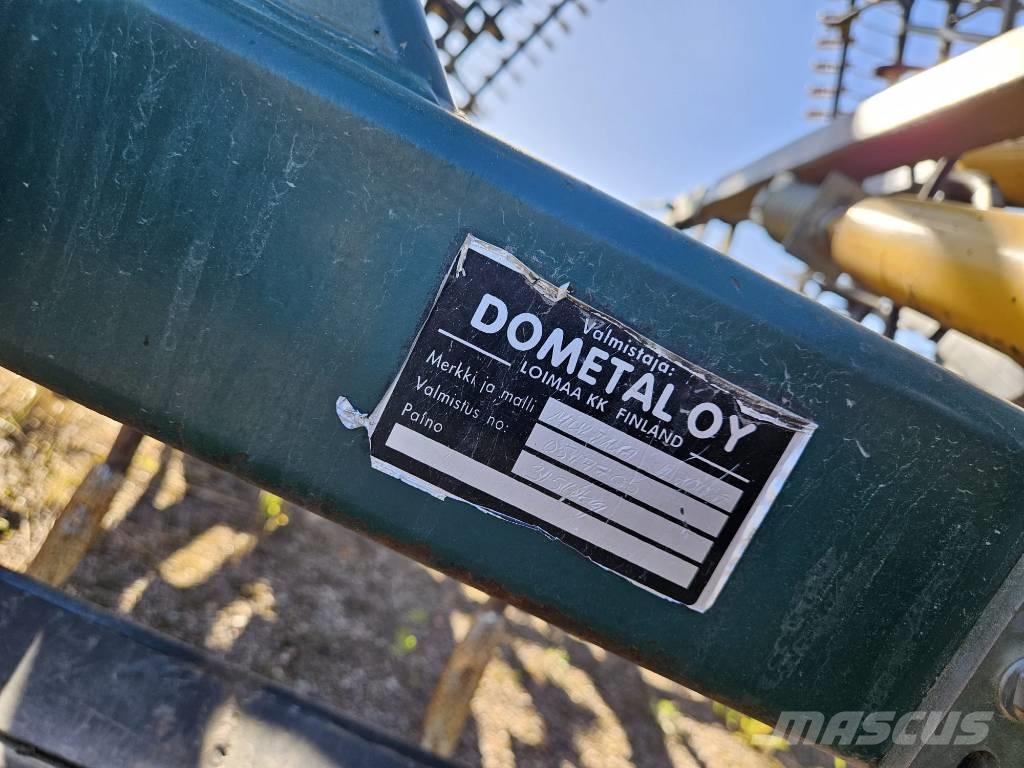 Valmistaja:
DOMETAL OY
LOIMAA KK FINLAND
Merkki ja malli:
Valmistus no:
Paino
MASCUS